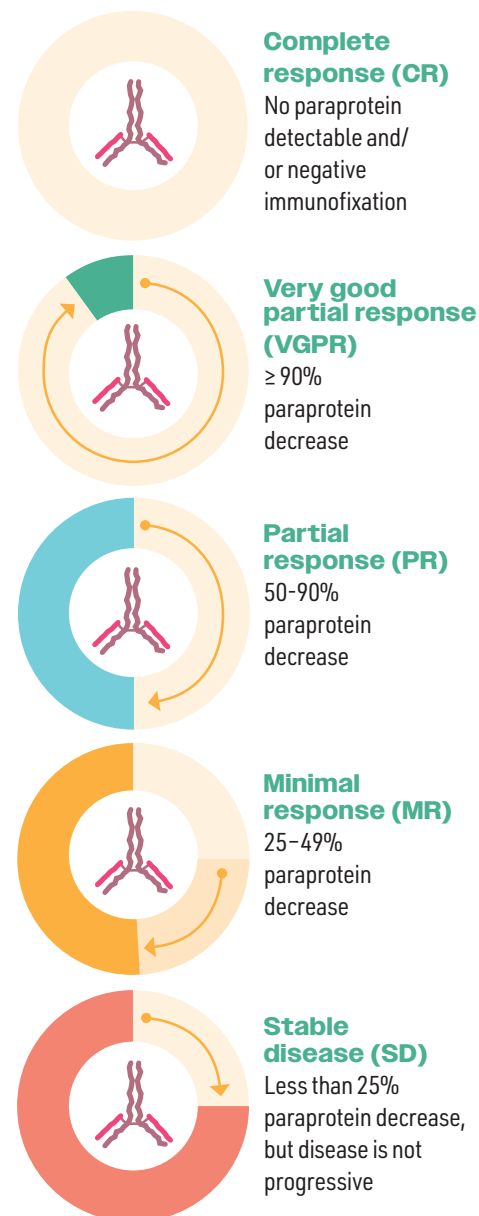 Complete
response (CR)
No paraprotein
detectable and/
or negative
immunofixation
Very good
partial response
(VGPR)
≥ 90%
paraprotein
decrease
Partial
response (PR)
50-90%
paraprotein
decrease
Minimal
response (MR)
25–49%
paraprotein
decrease
Stable
disease (SD)
Less than 25%
paraprotein decrease,
but disease is not
progressive